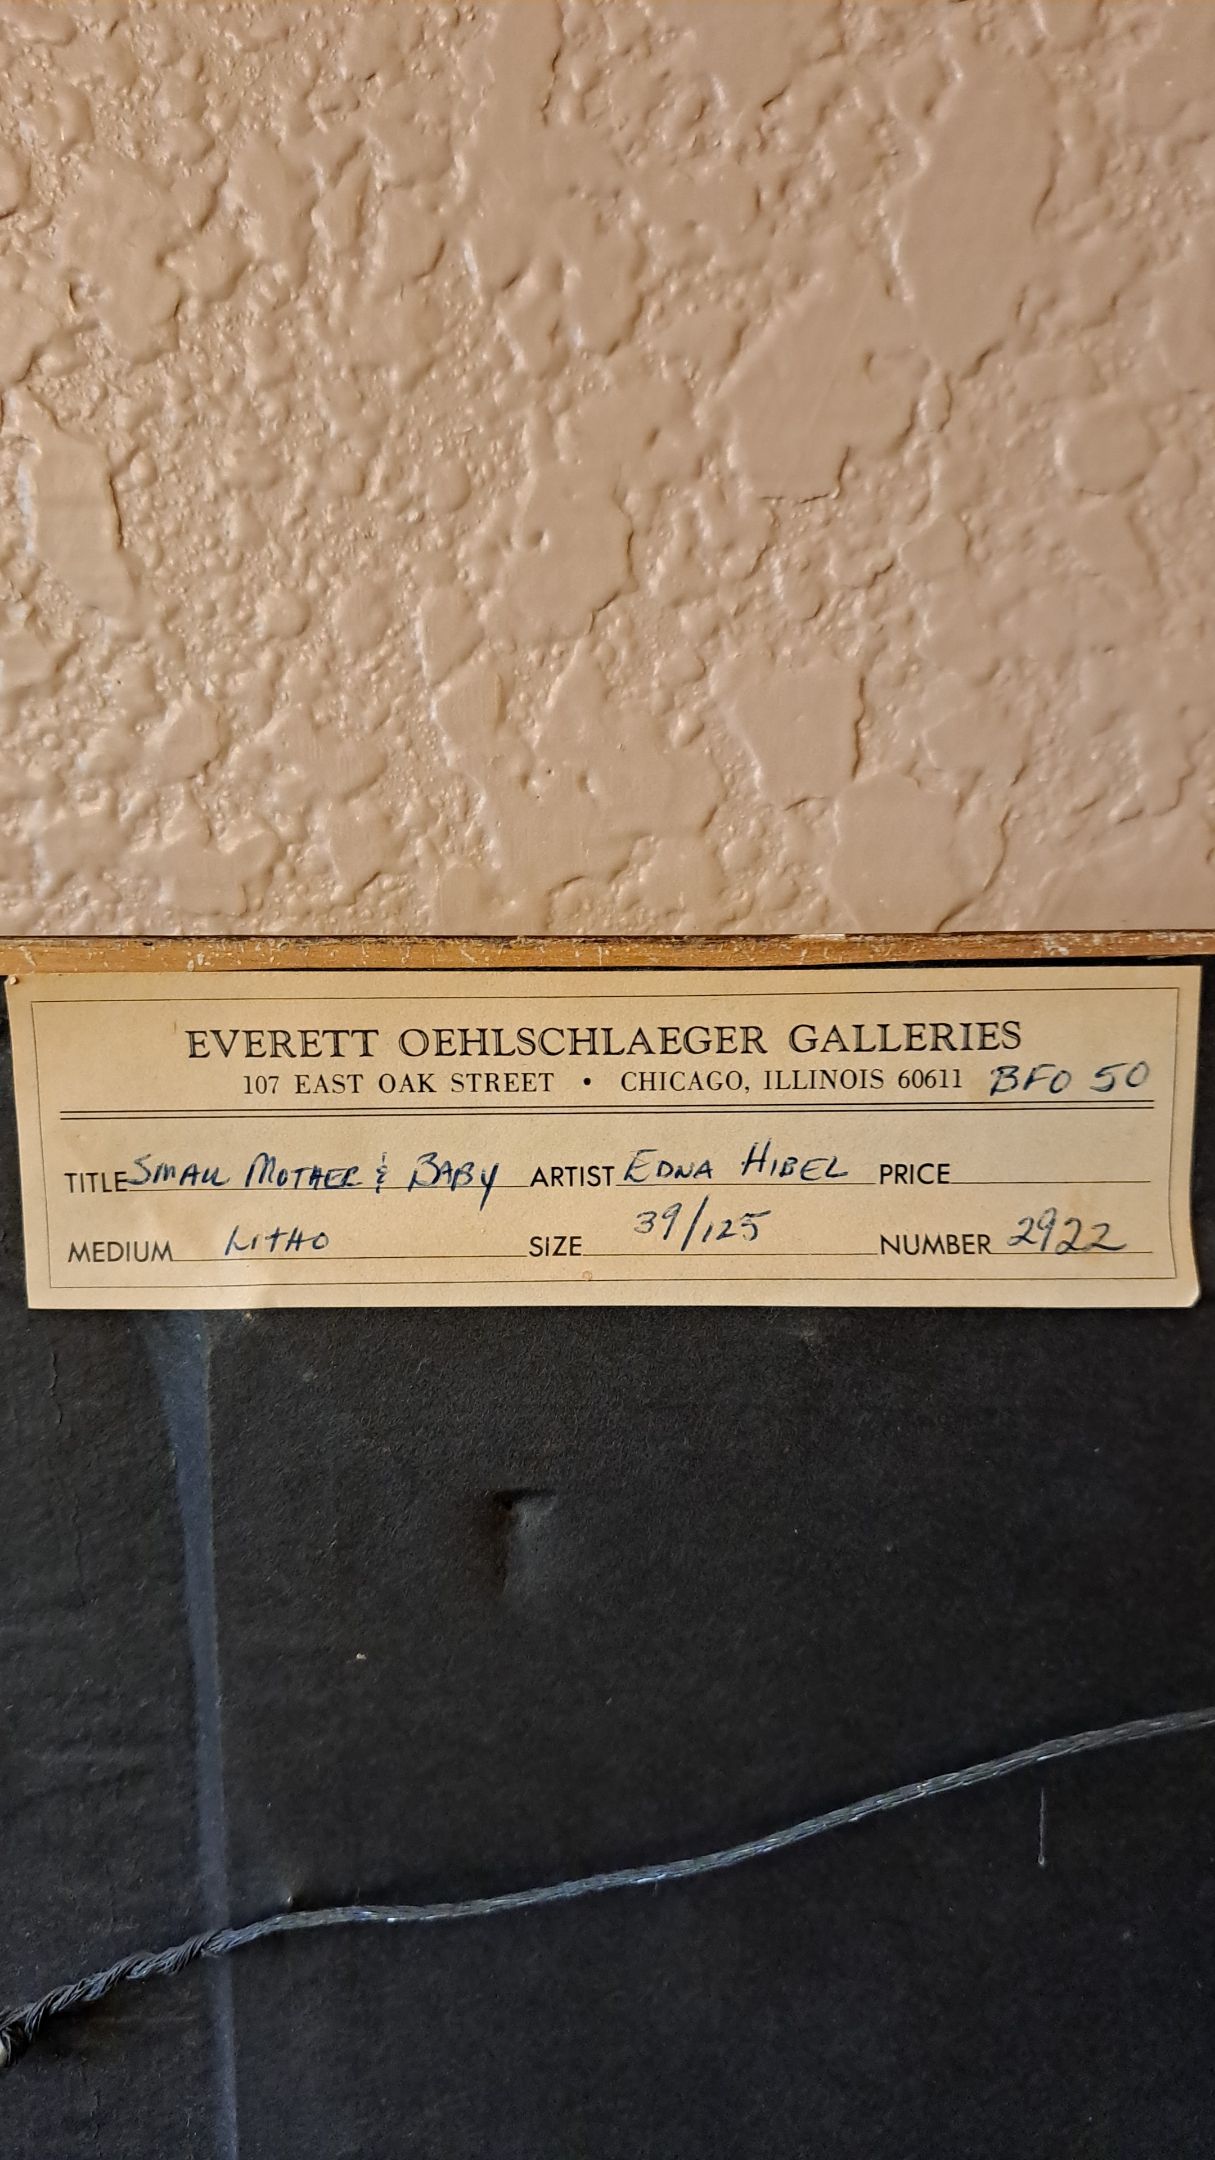 EVERETT OEHLSCHLAEGER GALLERIES
107 EAST OAK STREET • CHICAGO, ILLINOIS 60611 BFO 50
TITLE SMALL MOTHER & BABY ARTIST EDNA HIBEL PRICE
MEDIUM LITHO SIZE 39/125 NUMBER 2922